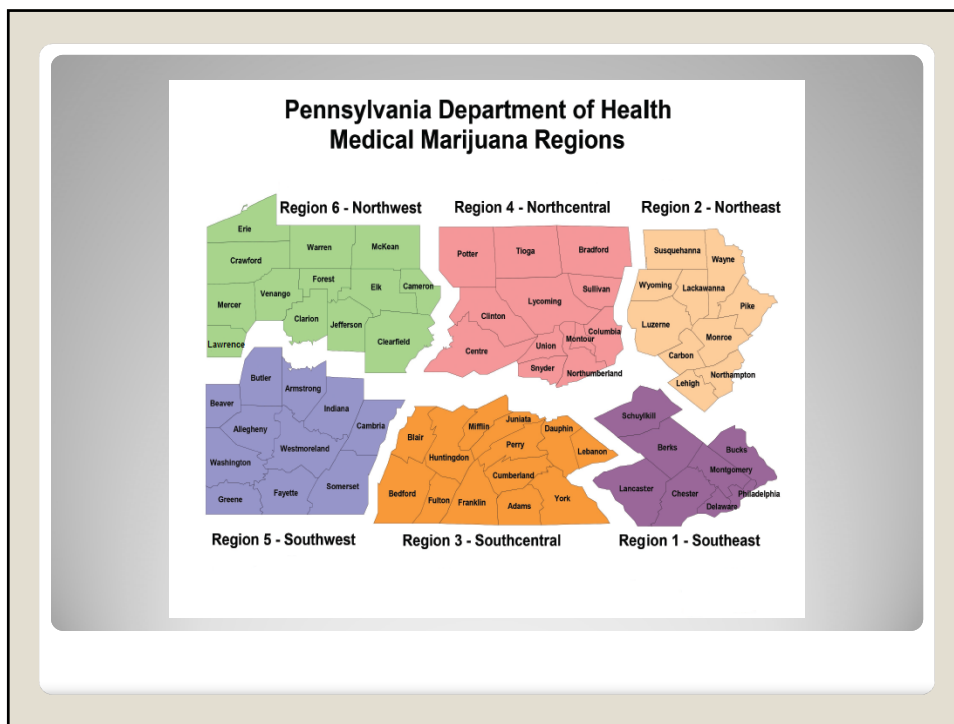 Pennsylvania Department of Health
Medical Marijuana Regions
Region 6 - Northwest
Erie
Crawford
Warren
McKean
Mercer
Venango
Forest
Elk
Cameron
Clarion
Jefferson
Clearfield
Lawrence
Region 4 - Northcentral
Potter
Tioga
Bradford
Sullivan
Lycoming
Clinton
Centre
Union
Montour
Columbia
Snyder
Northumberland
Region 2 - Northeast
Susquehanna
Wayne
Wyoming
Lackawanna
Pike
Luzerne
Monroe
Carbon
Lehigh
Northampton
Butler
Armstrong
Beaver
Indiana
Allegheny
Cambria
Westmoreland
Washington
Fayette
Somerset
Greene
Region 5 - Southwest
Blair
Mifflin
Juniata
Dauphin
Perry
Lebanon
Huntingdon
Cumberland
Bedford
Fulton
Franklin
Adams
York
Region 3 - Southcentral
Schuylkill
Berks
Bucks
Montgomery
Lancaster
Chester
Philadelphia
Delaware
Region 1 - Southeast